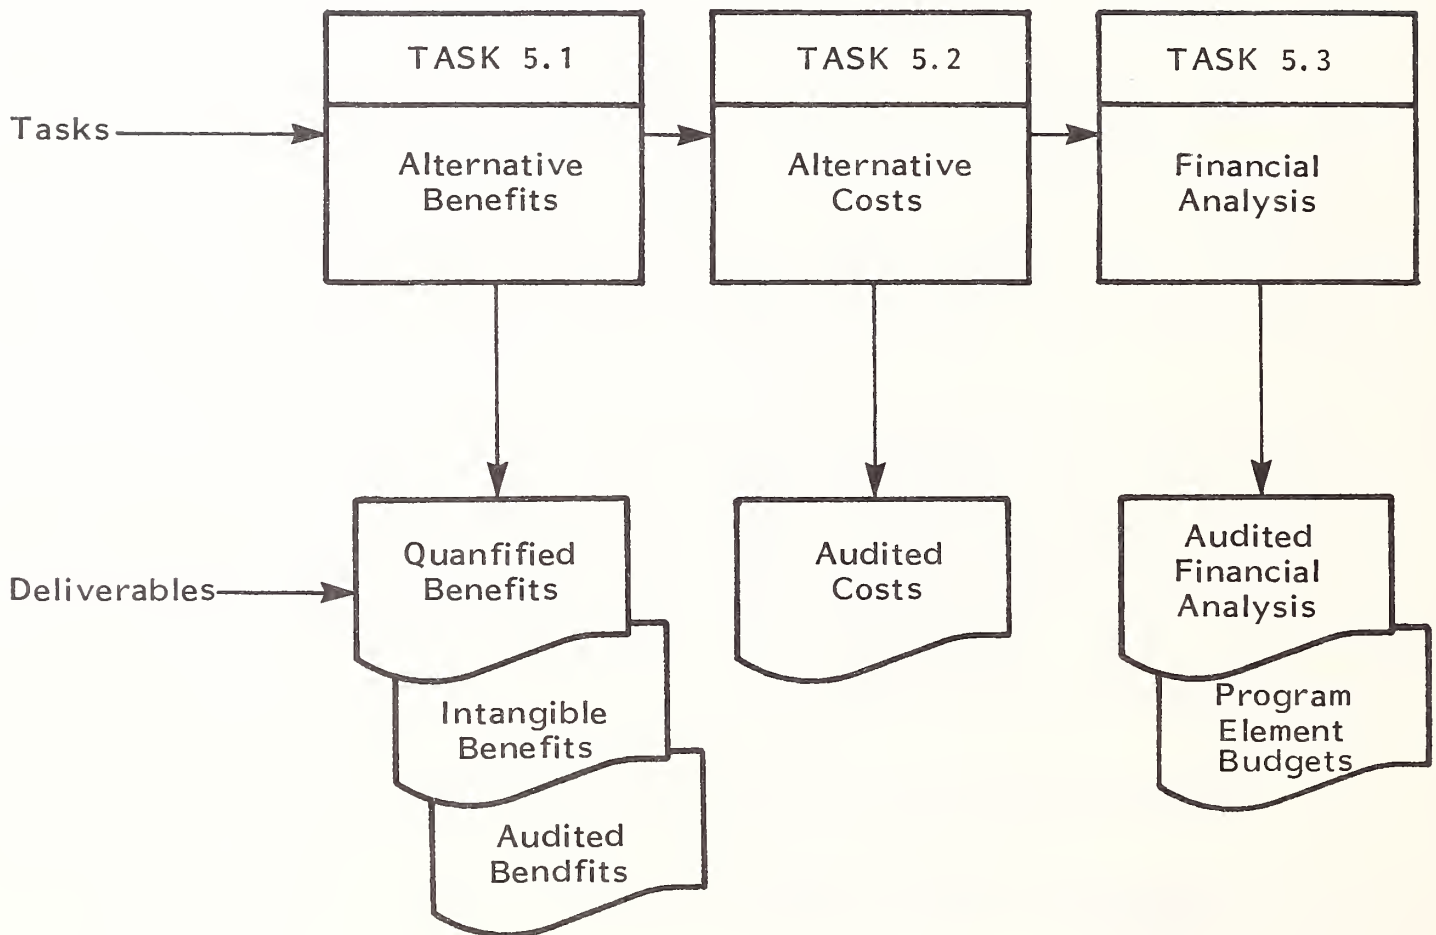 TASK 5.1
TASK 5.2
TASK 5.3
Tasks
Alternative
Benefits
Alternative
Costs
Financial
Analysis
Deliverables
Quanfified
Benefits
Intangible
Benefits
Audited
Bendfits
Audited
Costs
Audited
Financial
Analysis
Program
Element
Budgets